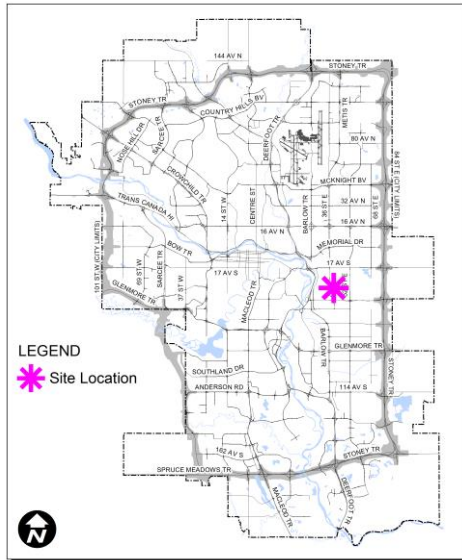 144 AV N
STONEY TR
STONEY TR
COUNTRY HILLS BV
NOSE HILL DR
SARCEE TR
DEERFOOT TR
METIS TR
80 AV N
CROWCHILD TR
MCKNIGHT BV
84 ST E (CITY LIMITS)
14 ST W
CENTRE ST
BARLOW TR
36 ST E
32 AV N
68 ST E
TRANS CANADA HI
16 AV N
16 AV N
101 ST W (CITY LIMITS)
BOW TR
MEMORIAL DR
69 ST W
SARCEE TR
17 AV S
17 AV S
37 ST W
MACLEOD TR
GLENMORE TR
BARLOW TR
GLENMORE TR
LEGEND
Site Location
SOUTHLAND DR
STONEY TR
ANDERSON RD
114 AV S
162 AV S
STONEY TR
SPRUCE MEADOWS TR
MACLEOD TR
DEERFOOT TN
N